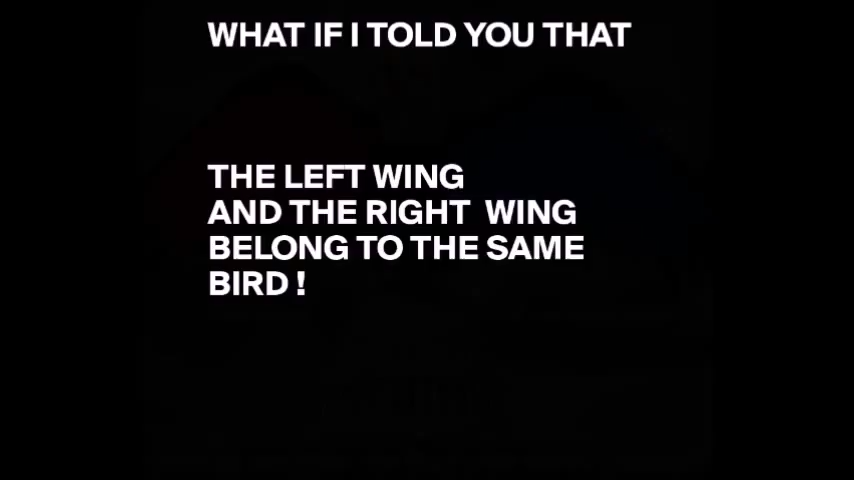 WHAT IF I TOLD YOU THAT
THE LEFT WING
AND THE RIGHT WING
BELONG TO THE SAME
BIRD !